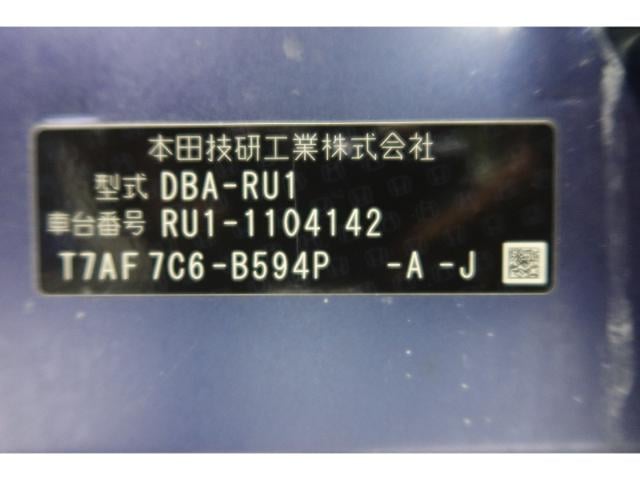 本田技研工業株式会社
型式 DBA-RU1
車台番号 RU1-1104142
T7AF 7C6-B594P -A -J